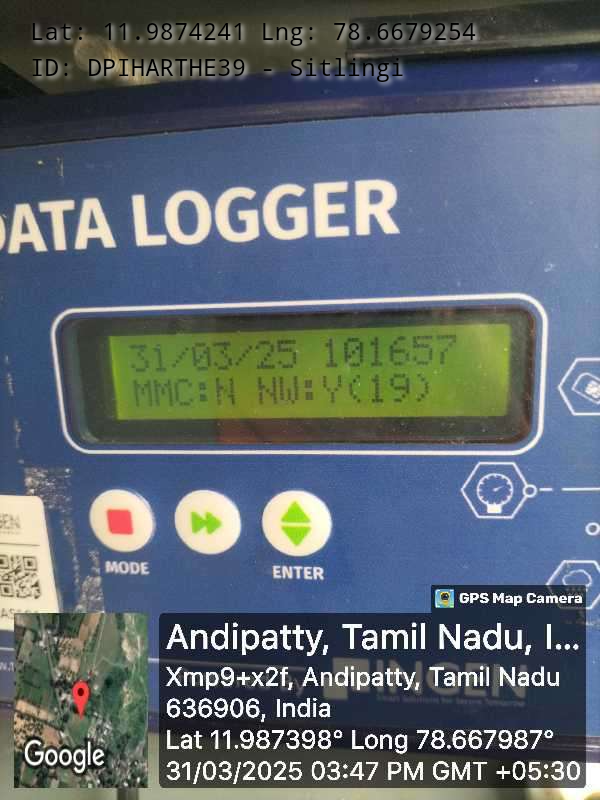 Lat: 11.9874241 Lng: 78.6679254
ID: DPIHARTHE39 - Sitlingi
DATA LOGGER
31/03/25 101657
MMC:N NW:Y(19)
MODE
ENTER
GPS Map Camera
Andipatty, Tamil Nadu, I...
Xmp9+x2f, Andipatty, Tamil Nadu
636906, India
Lat 11.987398° Long 78.667987°
31/03/2025 03:47 PM GMT +05:30
Google
INGEN